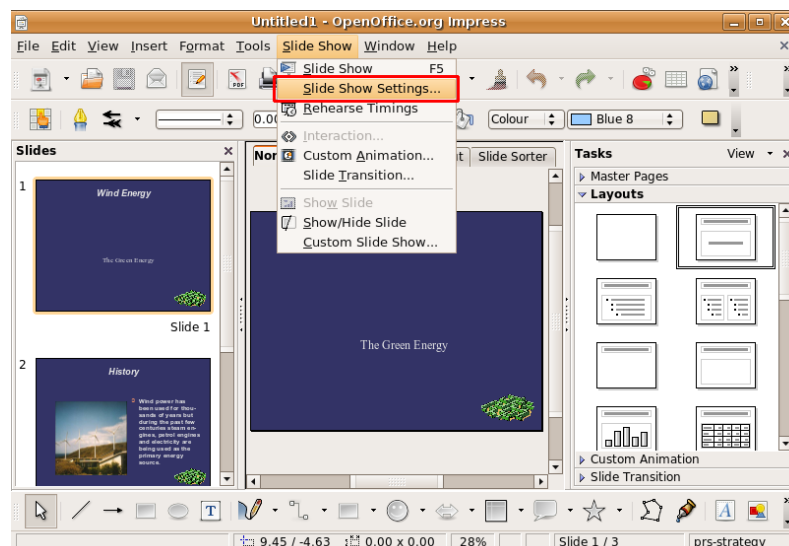 Untitled1 - OpenOffice.org Impress
File Edit View Insert Format Tools Slide Show Window Help
Slide Show F5
Slide Show Settings...
Rehearse Timings
Interaction...
Custom Animation...
Slide Transition...
Show Slide
Show/Hide Slide
Custom Slide Show...
0.00
Colour
Blue 8
Slides
1
Wind Energy
The Green Energy
Slide 1
2
History
Wind power has
been used for thou-
sands of years but
during the past few
centuries steam en-
gines, petrol engines
and electricity are
being used as the
primary energy
source.
Slide Sorter
The Green Energy
Tasks View
Master Pages
Layouts
Custom Animation
Slide Transition
9.45 / -4.63 0.00 x 0.00 28% Slide 1 / 3 prs-strategy